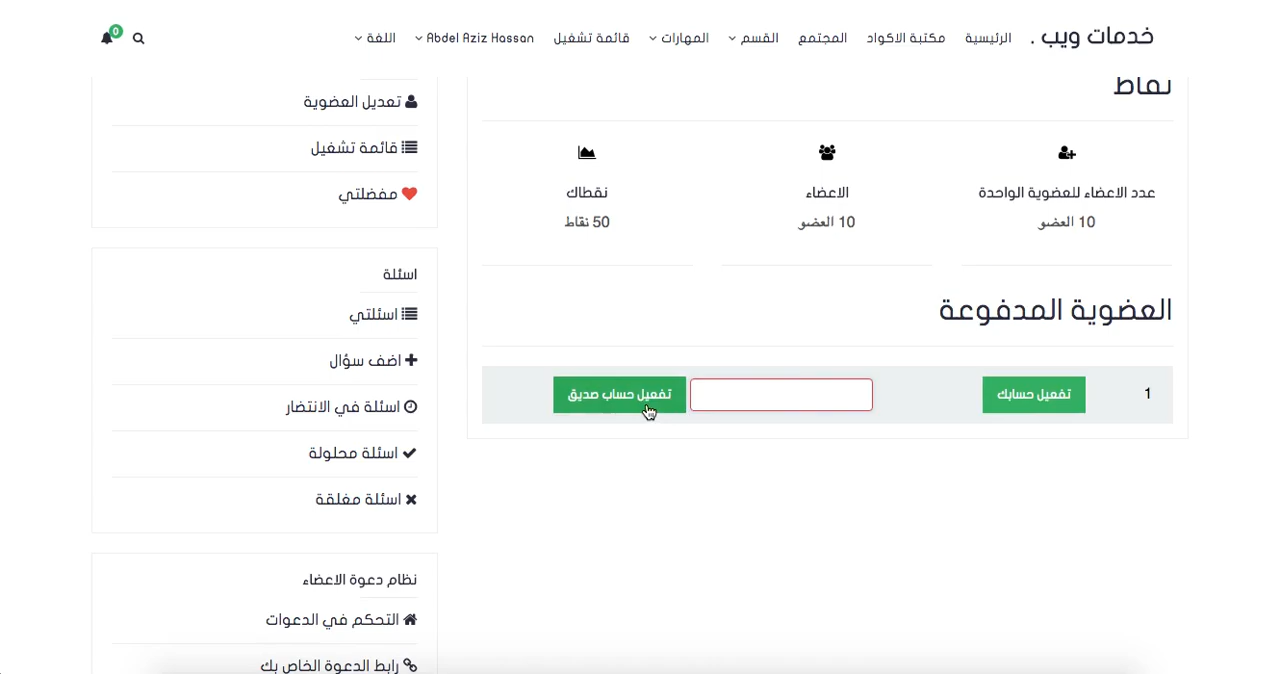 خدمات ويب .
الرئيسية
مكتبة الاكواد
المجتمع
القسم
المهارات
قائمة تشغيل
Abdel Aziz Hassan
اللغة
0
نقاط
عدد الاعضاء للعضوية الواحدة
10 العضو
الاعضاء
10 العضو
نقطاك
50 نقاط
العضوية المدفوعة
1
تفعيل حسابك
تفعيل حساب صديق
تعديل العضوية
قائمة تشغيل
مفضلتي
اسئلة
اسئلتي
اضف سؤال
اسئلة في الانتضار
اسئلة محلولة
اسئلة مغلقة
نظام دعوة الاعضاء
التحكم في الدعوات
رابط الدعوة الخاص بك